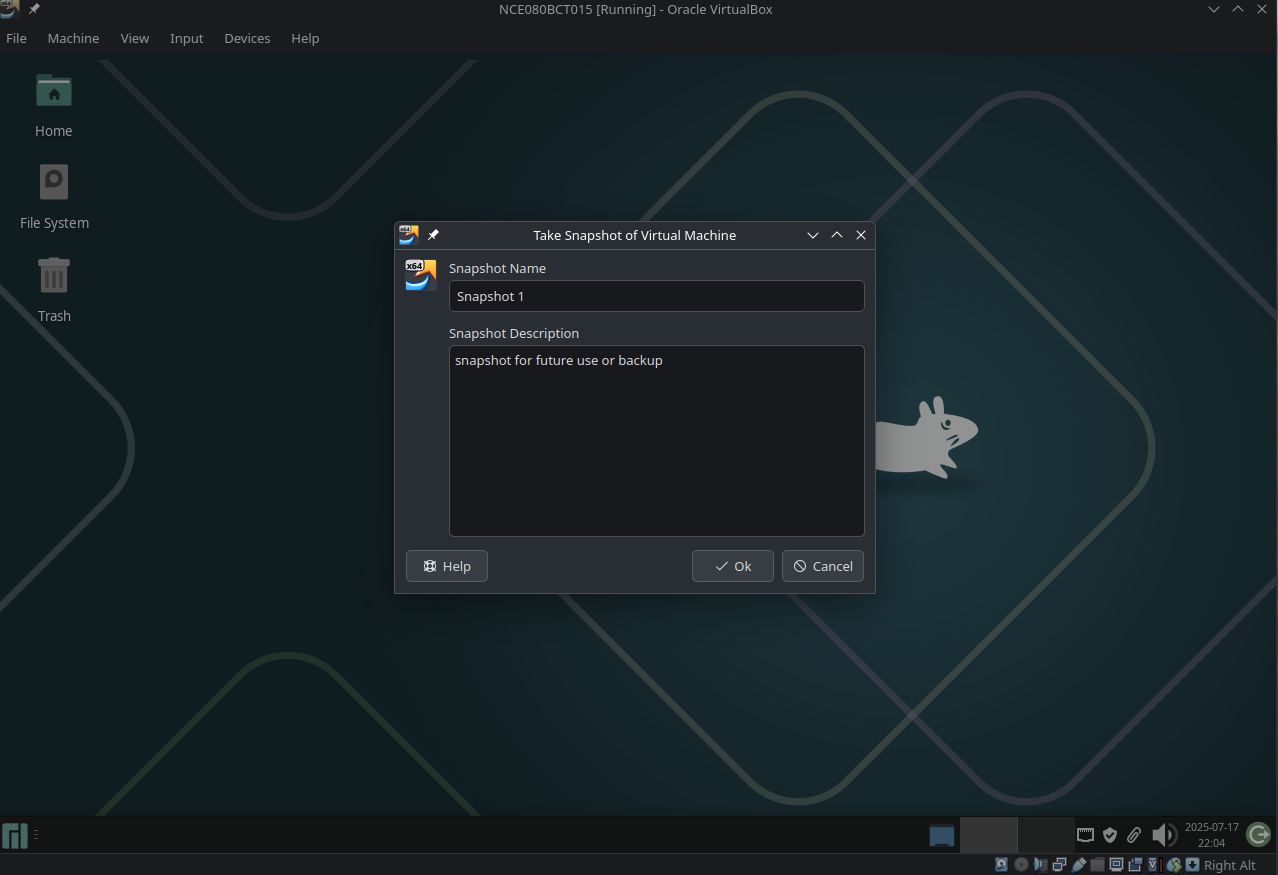 NCE080BCT015 [Running] - Oracle VirtualBox
File Machine View Input Devices Help
Home
File System
Trash
Take Snapshot of Virtual Machine
x64
Snapshot Name
Snapshot 1
Snapshot Description
snapshot for future use or backup
Help Ok Cancel
2025-07-17
22:04
Right Alt